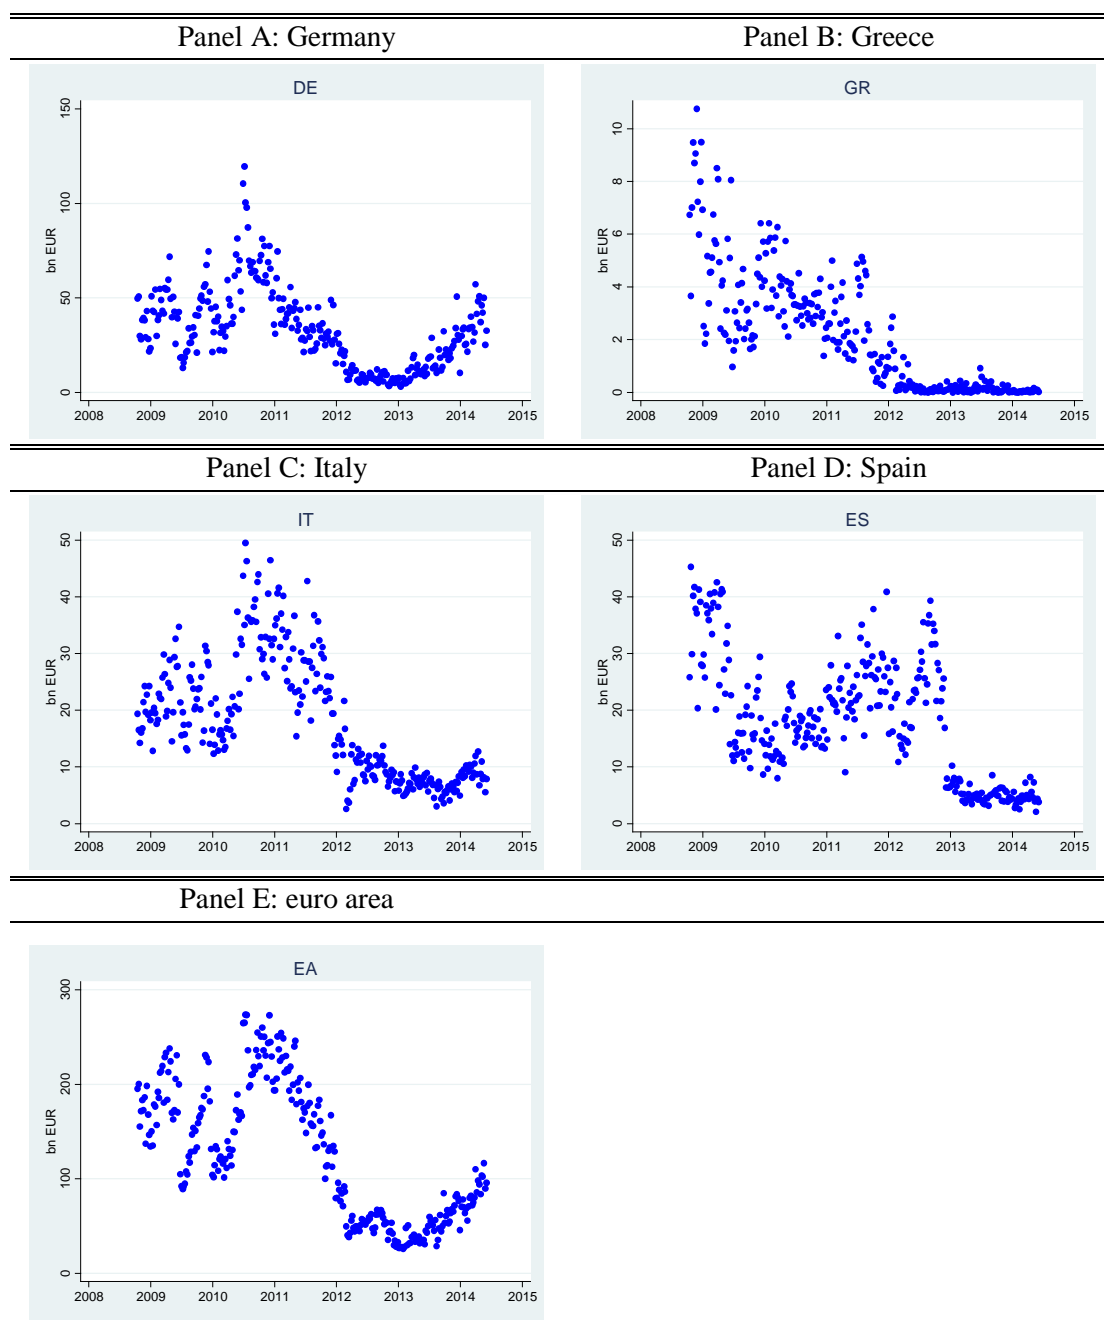 Panel A: Germany Panel B: Greece
DE
bn EUR
150
100
50
0
2008 2009 2010 2011 2012 2013 2014 2015
GR
bn EUR
10
8
6
4
2
0
2008 2009 2010 2011 2012 2013 2014 2015
Panel C: Italy Panel D: Spain
IT
bn EUR
50
40
30
20
10
0
2008 2009 2010 2011 2012 2013 2014 2015
ES
bn EUR
50
40
30
20
10
0
2008 2009 2010 2011 2012 2013 2014 2015
Panel E: euro area
EA
bn EUR
300
200
100
0
2008 2009 2010 2011 2012 2013 2014 2015